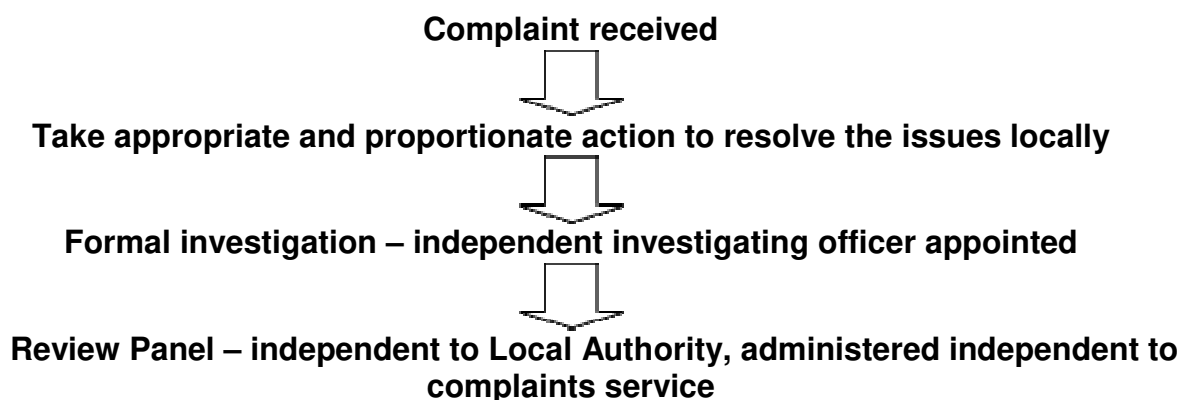 Complaint received
Take appropriate and proportionate action to resolve the issues locally
Formal investigation – independent investigating officer appointed
Review Panel – independent to Local Authority, administered independent to
complaints service